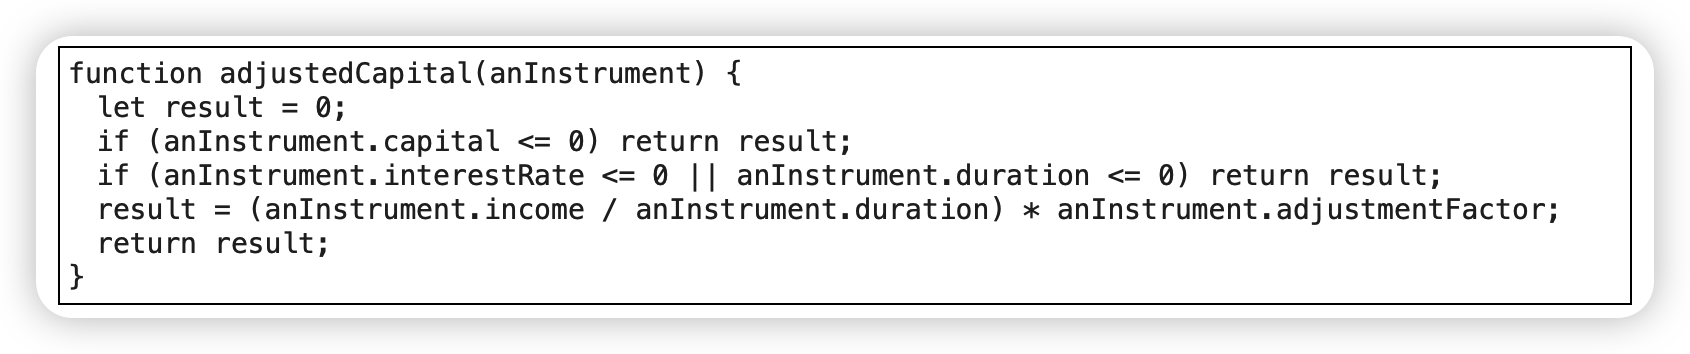 function adjustedCapital(anInstrument) {
  let result = 0;
  if (anInstrument.capital <= 0) return result;
  if (anInstrument.interestRate <= 0 || anInstrument.duration <= 0) return result;
  result = (anInstrument.income / anInstrument.duration) * anInstrument.adjustmentFactor;
  return result;
}